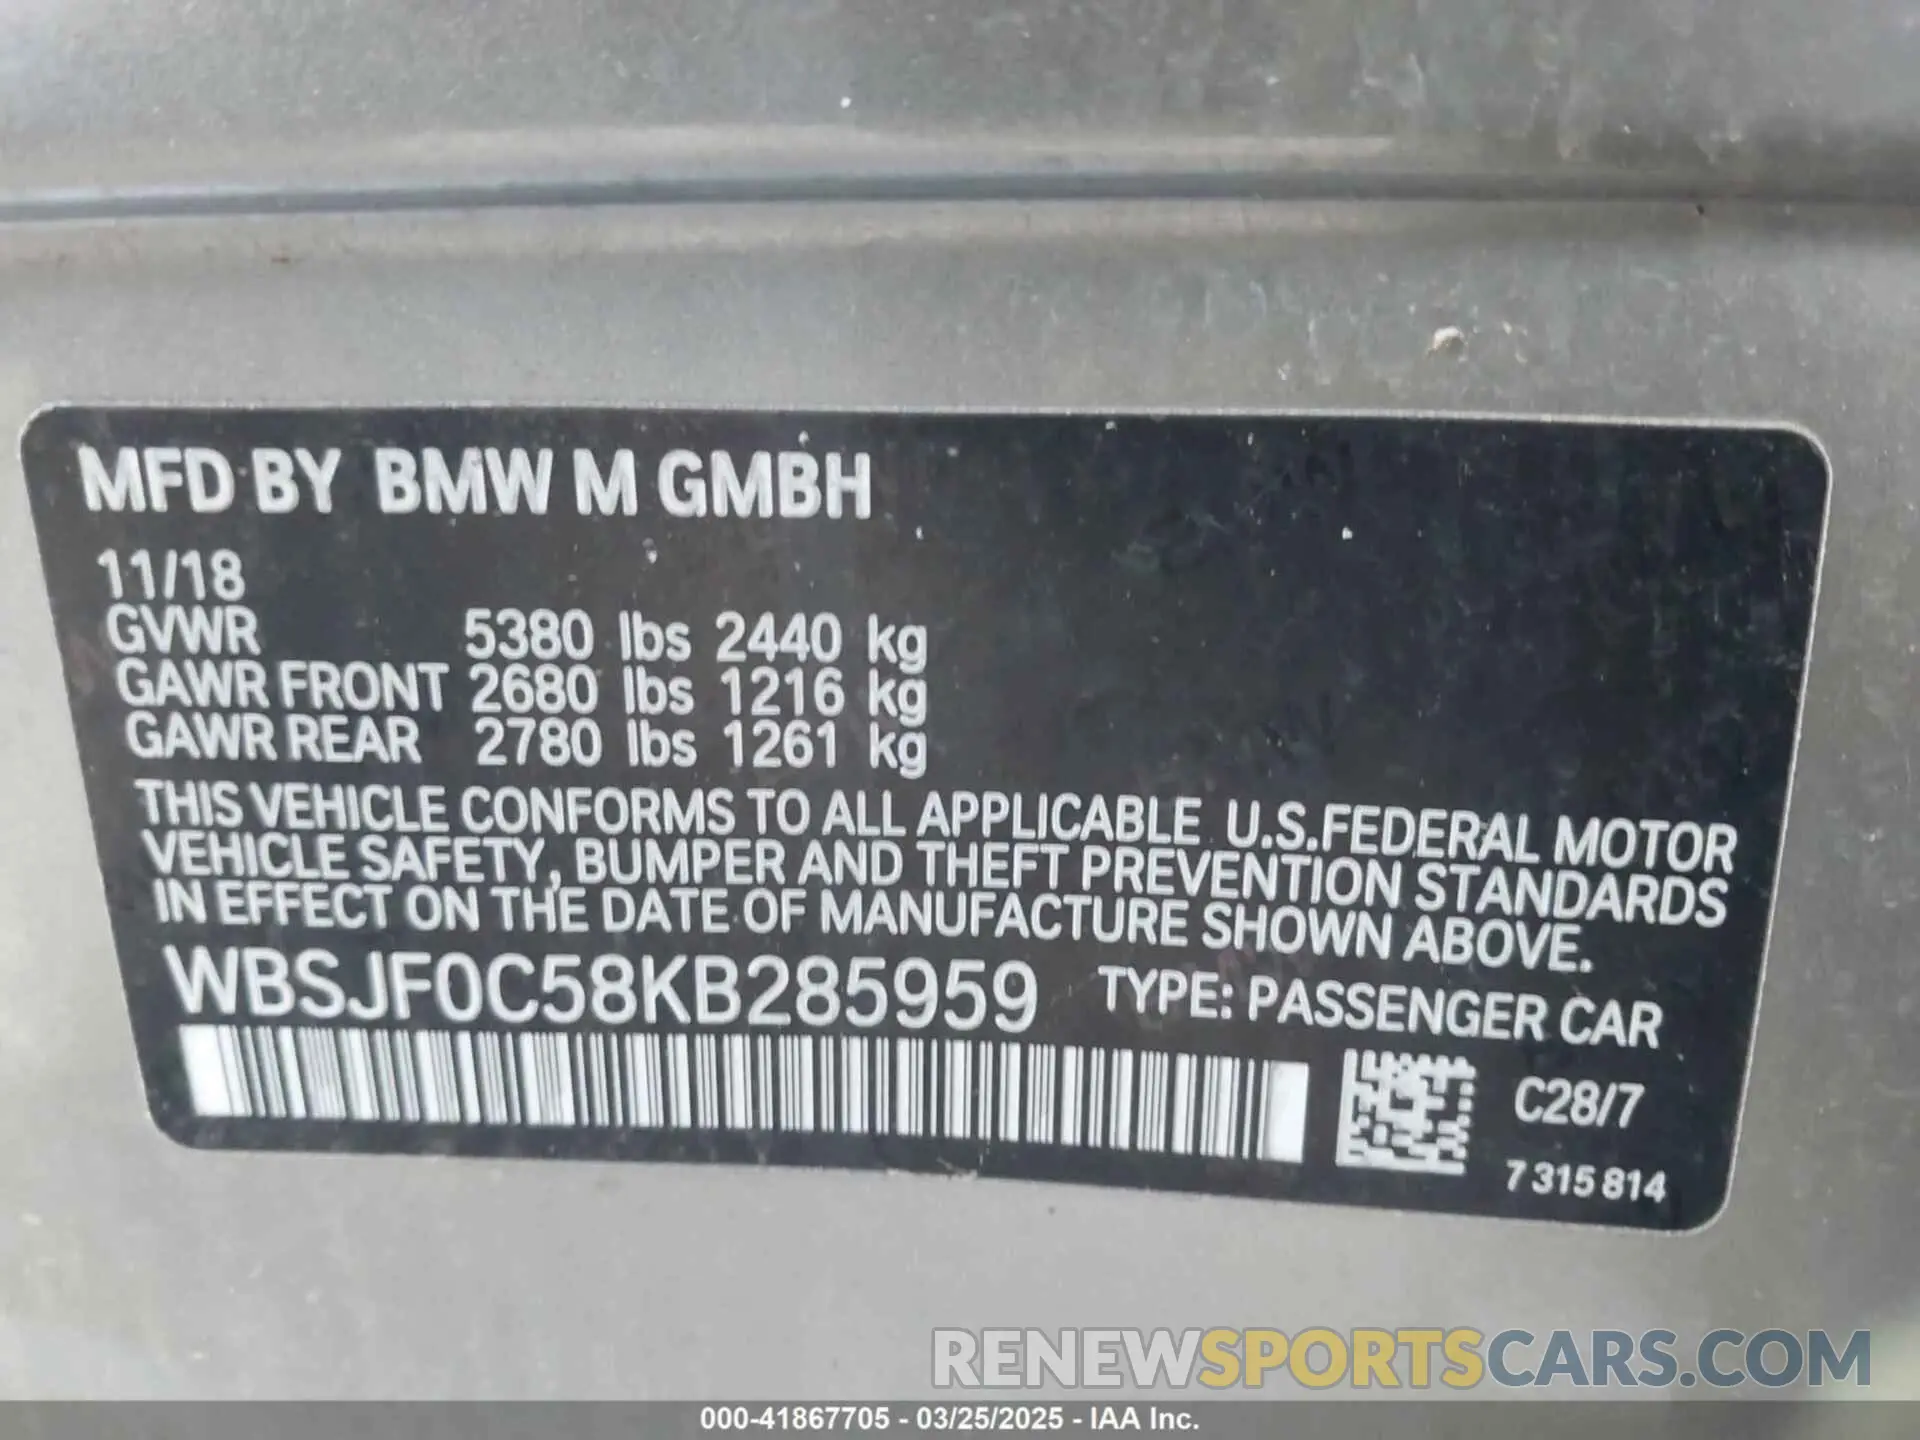 MFD BY BMW M GMBH
11/18
GVWR 5380 lbs 2440 kg
GAWR FRONT 2680 lbs 1216 kg
GAWR REAR 2780 lbs 1261 kg
THIS VEHICLE CONFORMS TO ALL APPLICABLE U.S.FEDERAL MOTOR
VEHICLE SAFETY, BUMPER AND THEFT PREVENTION STANDARDS
IN EFFECT ON THE DATE OF MANUFACTURE SHOWN ABOVE.
WBSJF0C58KB285959 TYPE: PASSENGER CAR
C28/7
7 315 814
RENEWSPORTSCARS.COM
000-41867705 - 03/25/2025 - IAA Inc.